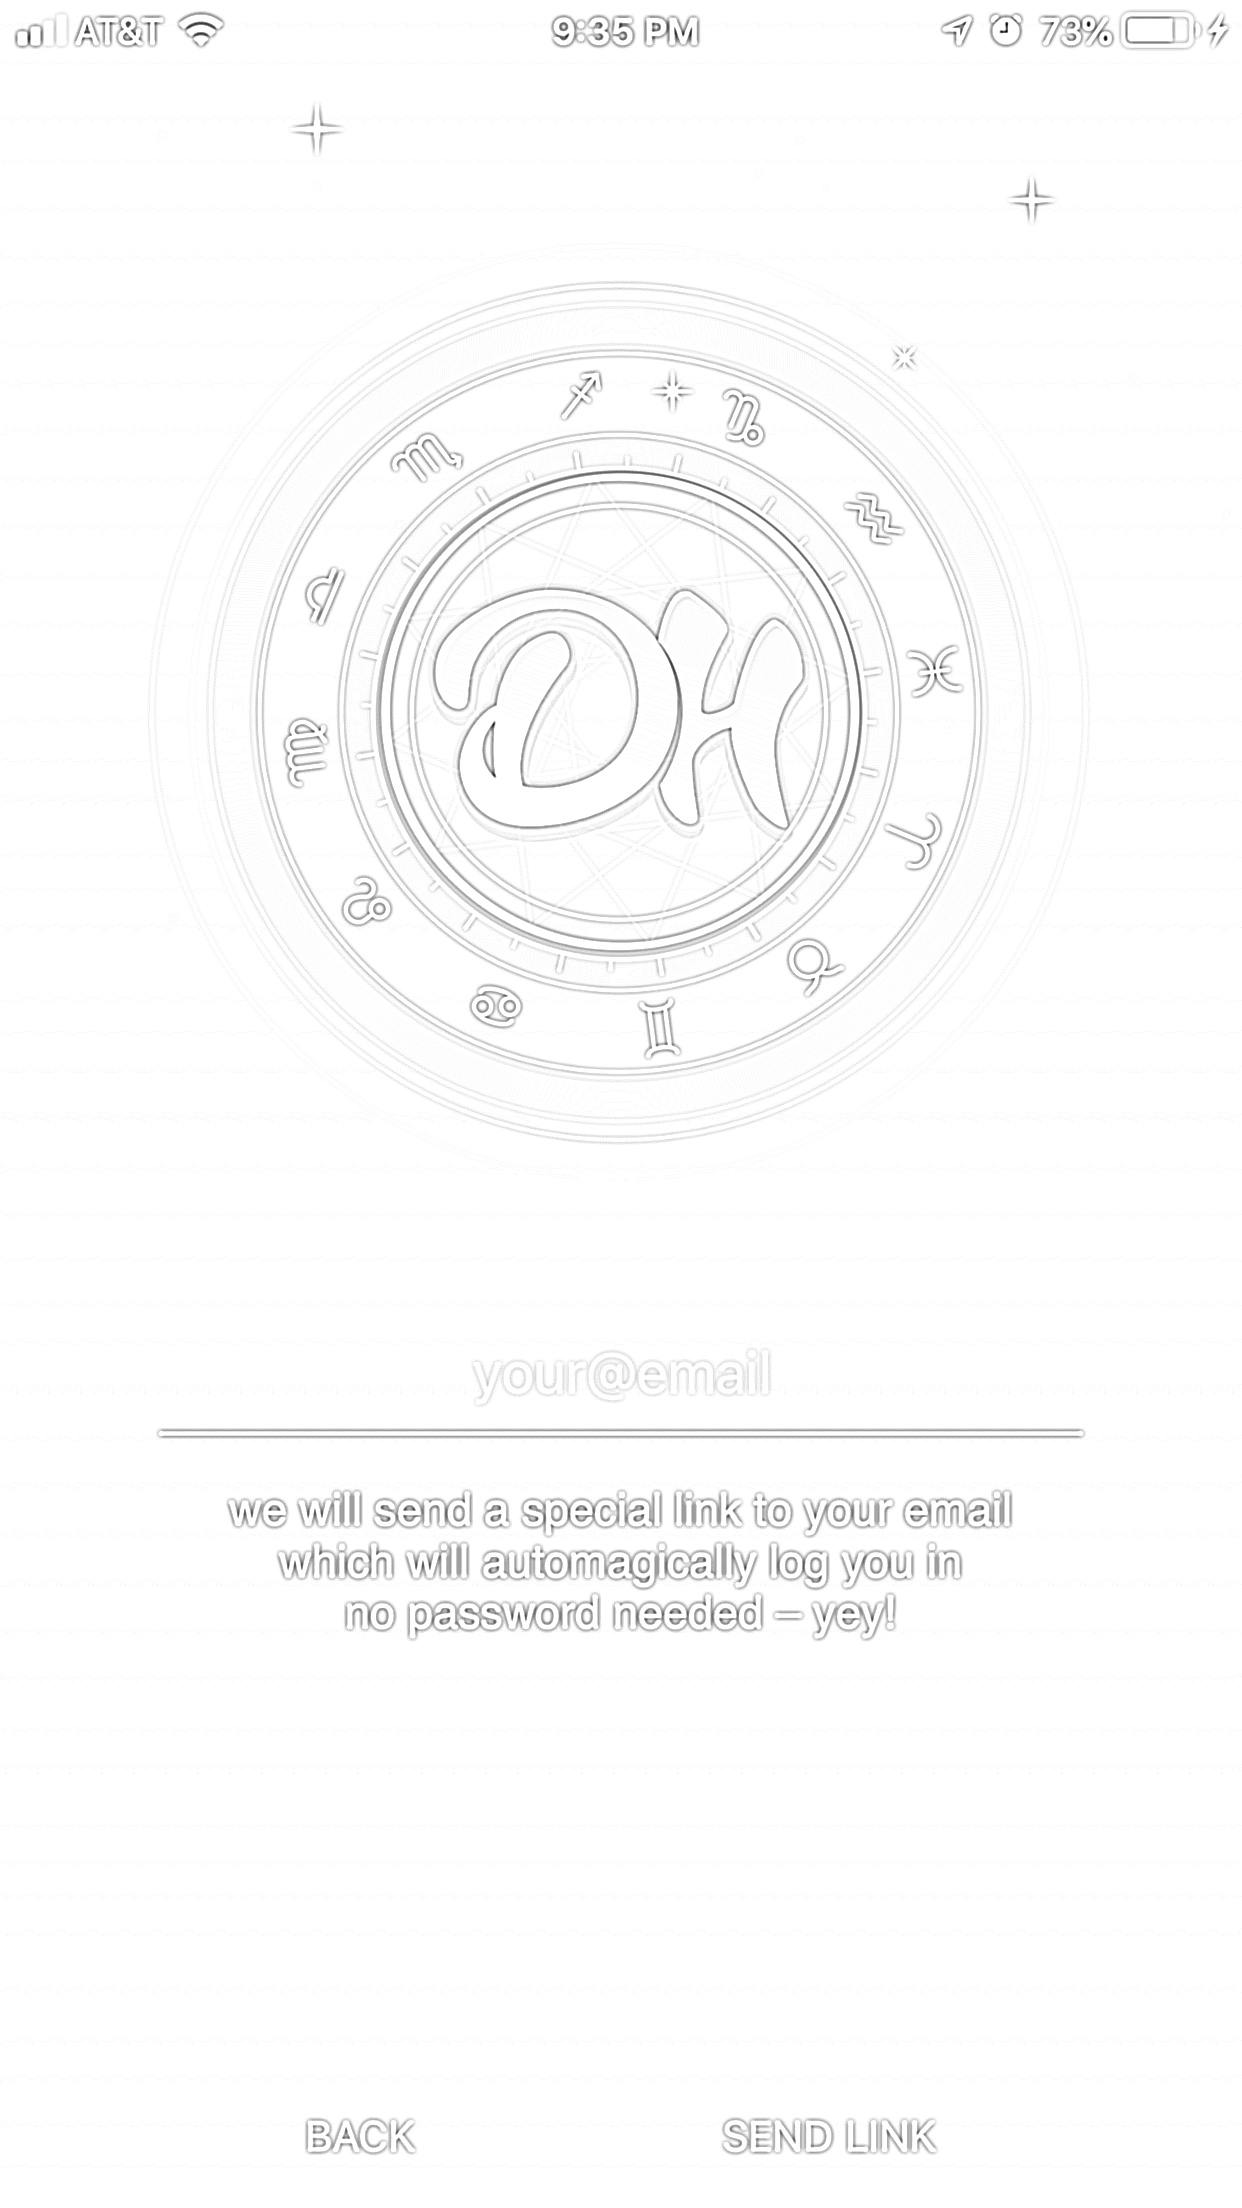 AT&T 9:35 PM 73%
DH
your@email
we will send a special link to your email
which will automagically log you in
no password needed – yey!
BACK SEND LINK